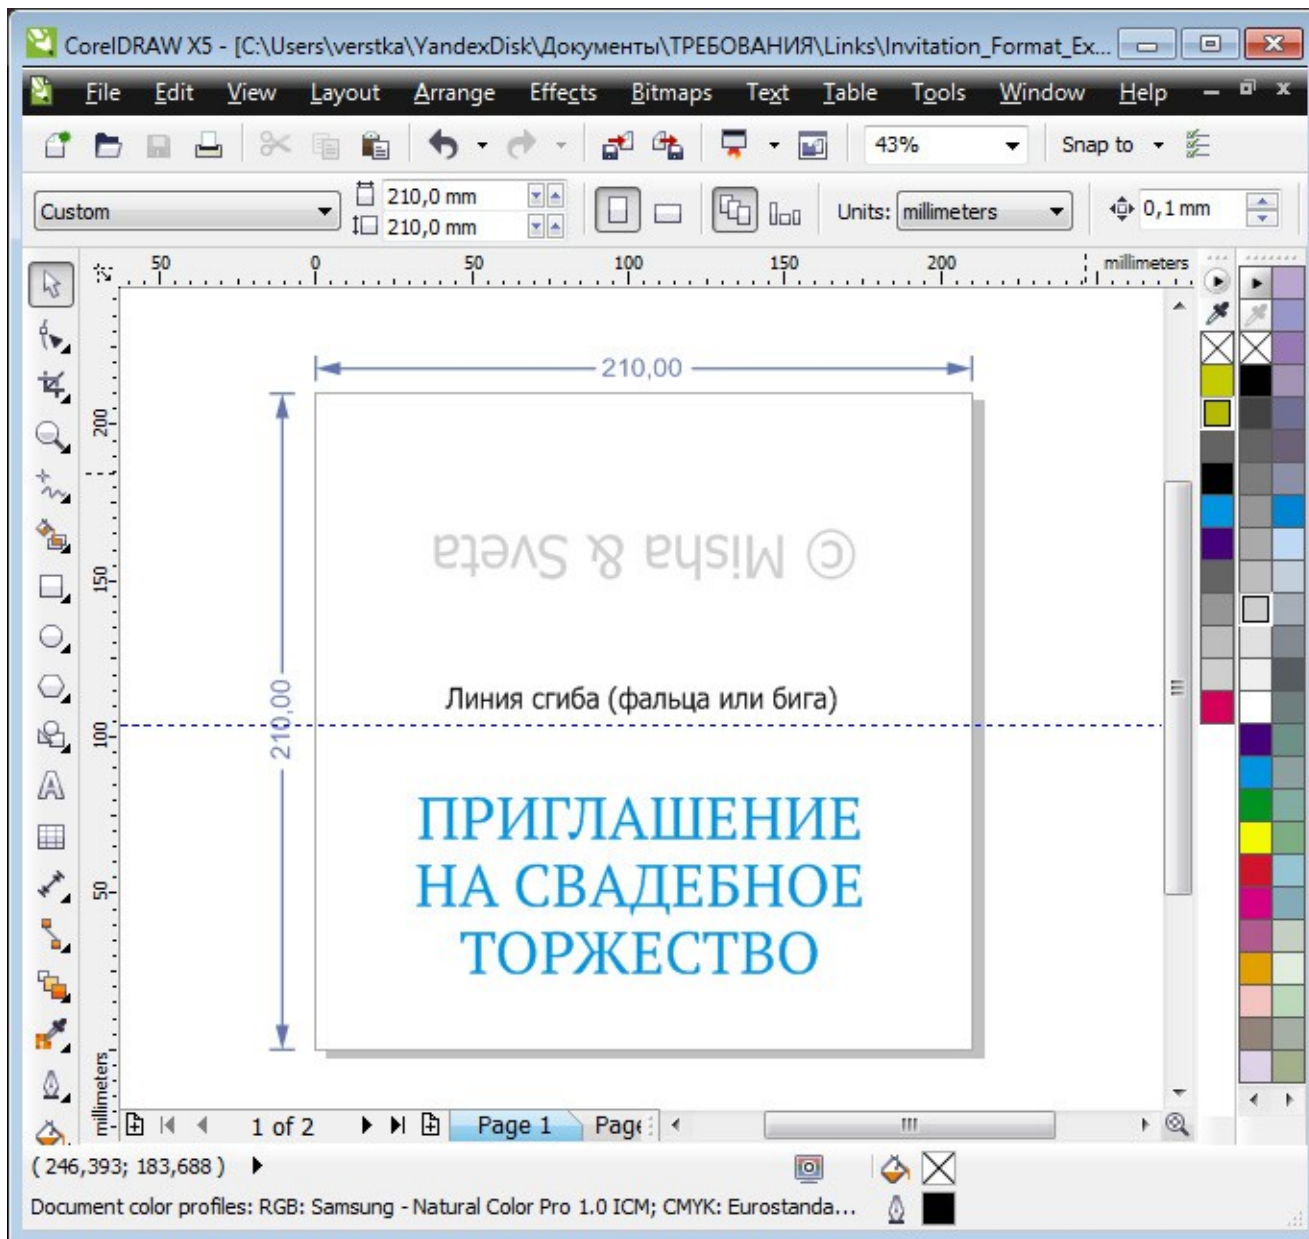 CorelDRAW X5 - [C:\Users\verstka\YandexDisk\Документы\ТРЕБОВАНИЯ\Links\Invitation_Format_Ex...
File Edit View Layout Arrange Effects Bitmaps Text Table Tools Window Help
43% Snap to
Custom 210,0 mm 210,0 mm Units: millimeters 0,1 mm
50 0 50 100 150 200 millimeters
210,00
200
© Misha & Sveta
150
210,00
Линия сгиба (фальца или бига)
100
ПРИГЛАШЕНИЕ
НА СВАДЕБНОЕ
ТОРЖЕСТВО
50
millimeters
1 of 2 Page 1 Page
( 246,393; 183,688 )
Document color profiles: RGB: Samsung - Natural Color Pro 1.0 ICM; CMYK: Eurostanda...